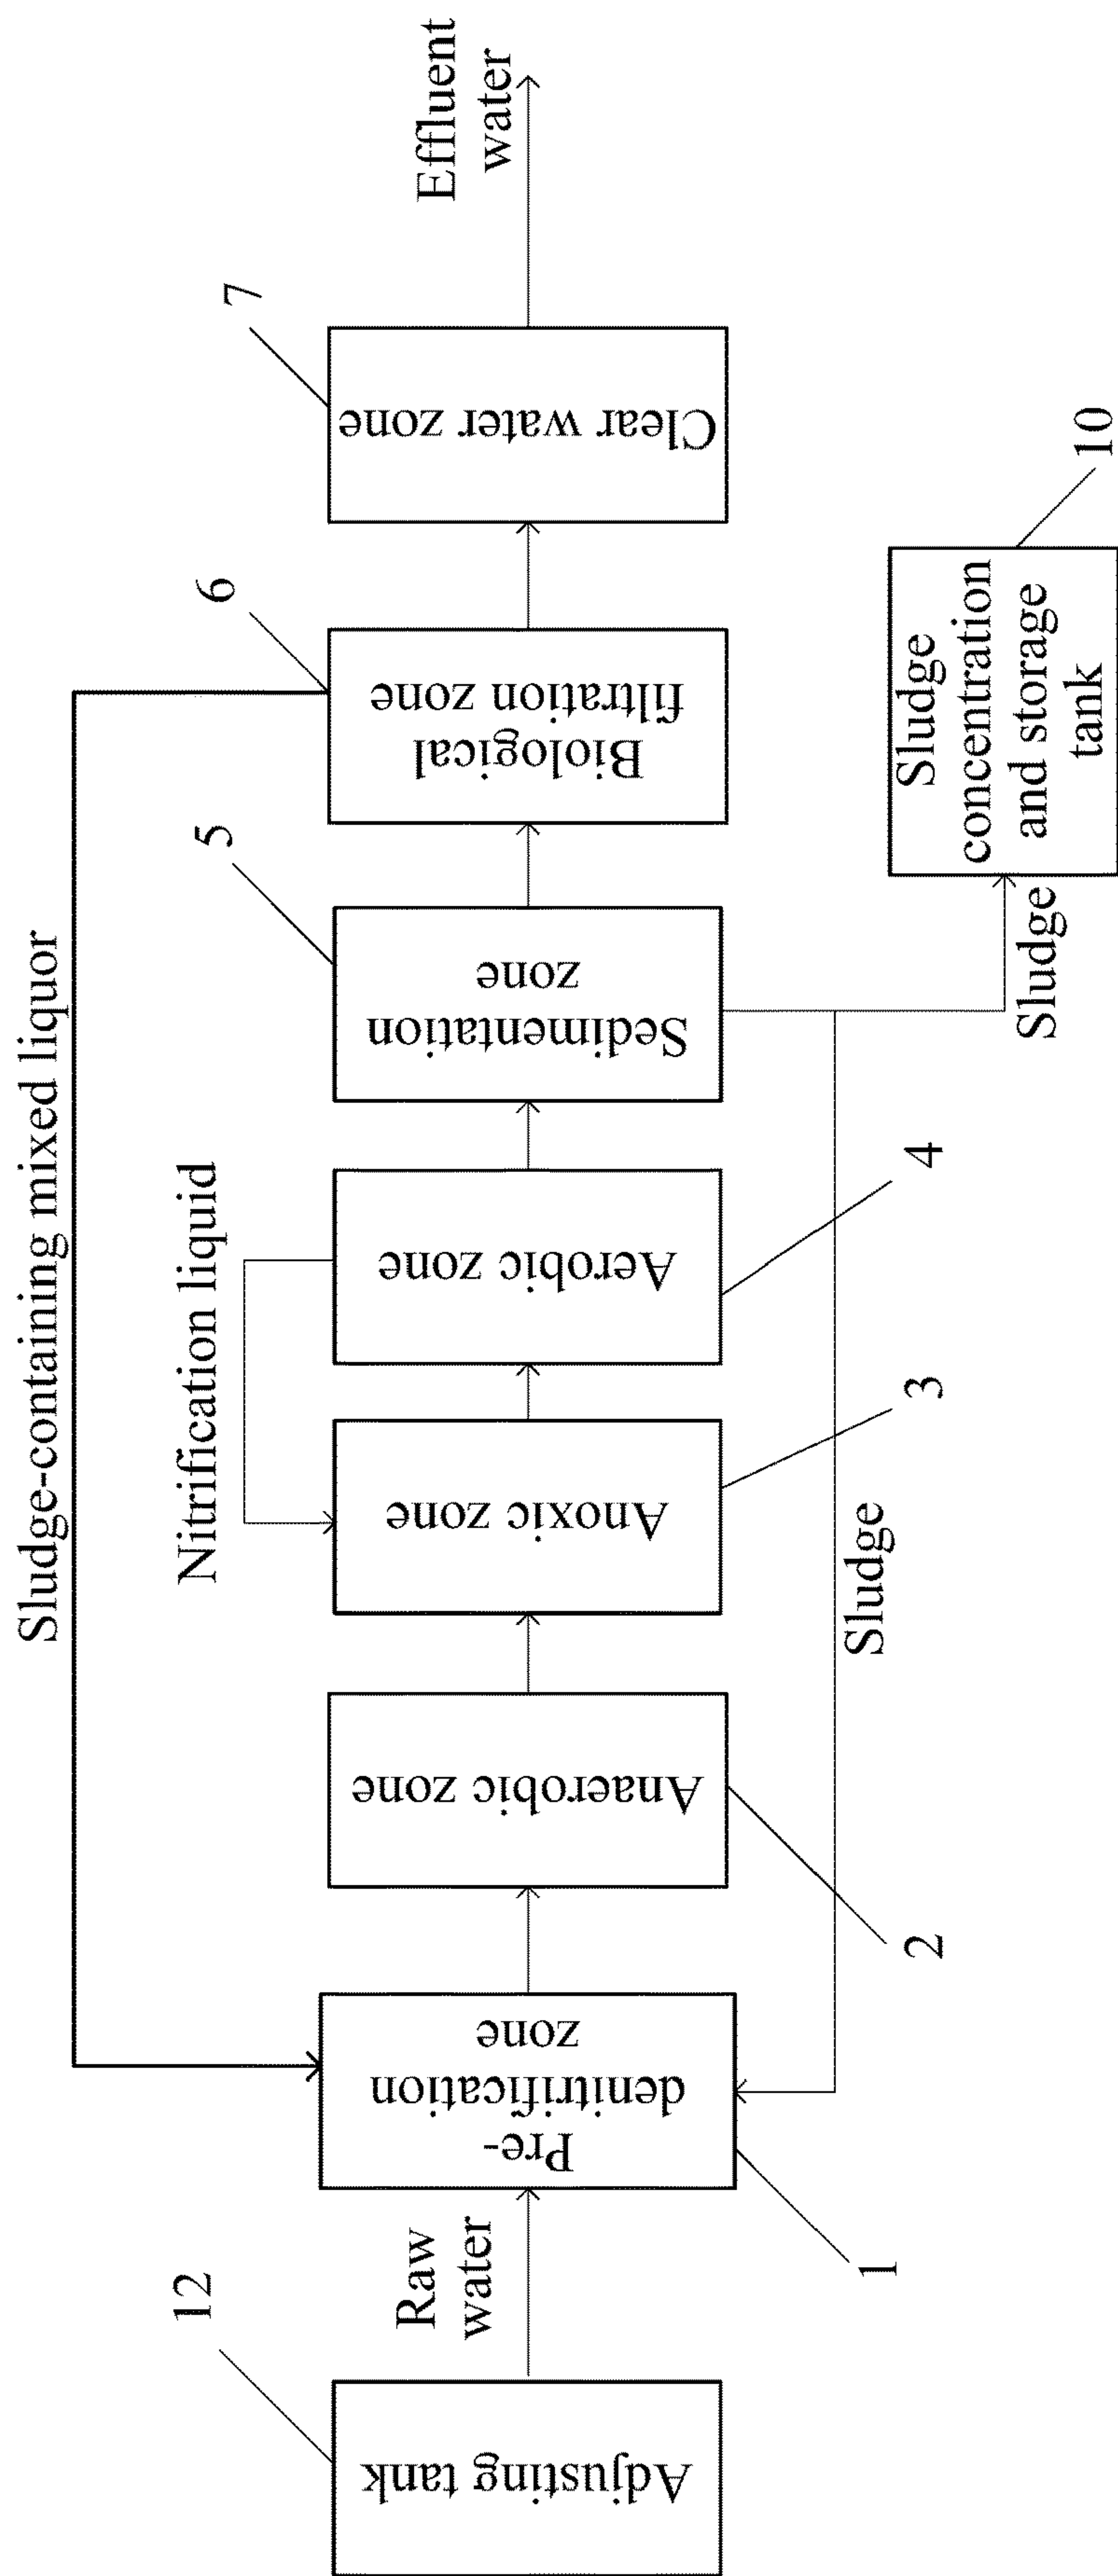 Sludge-containing mixed liquor
Nitrification liquid
12
Raw
water
Adjusting tank
Pre-
denitrification
zone
Anaerobic zone
Anoxic zone
Aerobic zone
Sedimentation
zone
5
Biological
filtration zone
6
Clear water zone
7
Effluent
water
1
2
3
4
Sludge
Sludge
Sludge
concentration
and storage
tank
10